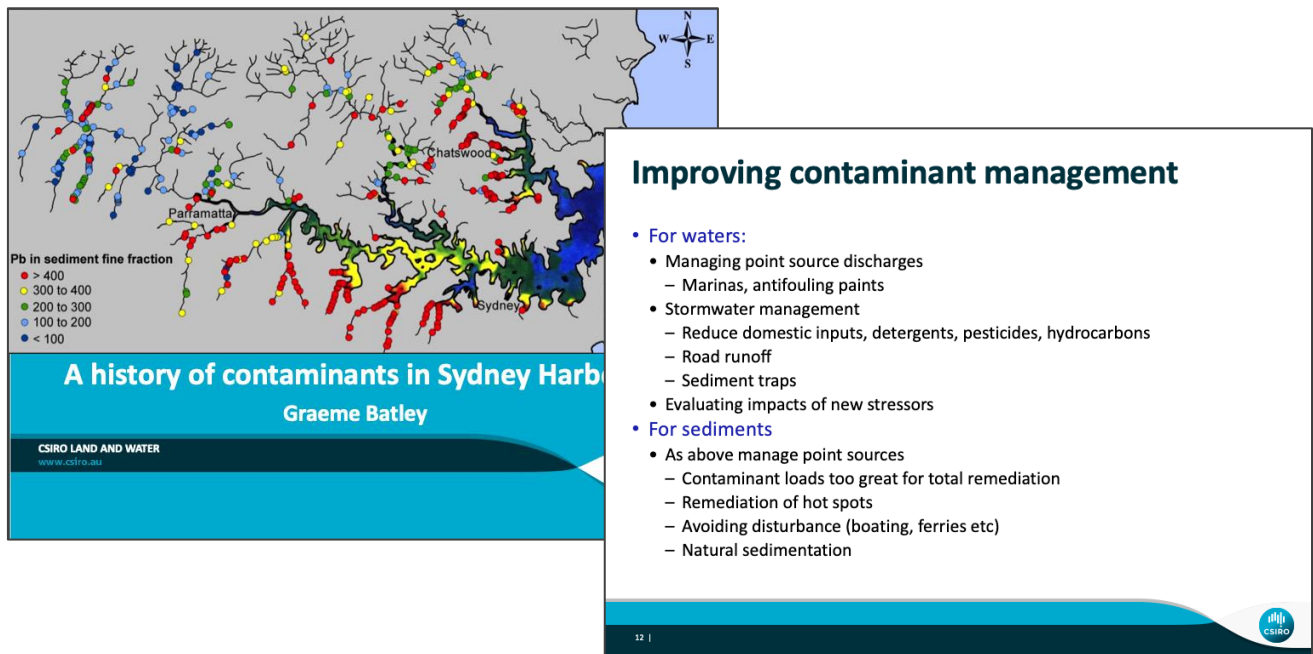 N
W E
S
Chatswood
Parramatta
Pb in sediment fine fraction
> 400
300 to 400
200 to 300
100 to 200
< 100
Sydney
A history of contaminants in Sydney Harb
Graeme Batley
CSIRO LAND AND WATER
www.csiro.au
Improving contaminant management
• For waters:
• Managing point source discharges
– Marinas, antifouling paints
• Stormwater management
– Reduce domestic inputs, detergents, pesticides, hydrocarbons
– Road runoff
– Sediment traps
• Evaluating impacts of new stressors
• For sediments
• As above manage point sources
– Contaminant loads too great for total remediation
– Remediation of hot spots
– Avoiding disturbance (boating, ferries etc)
– Natural sedimentation
12 |
CSIRO